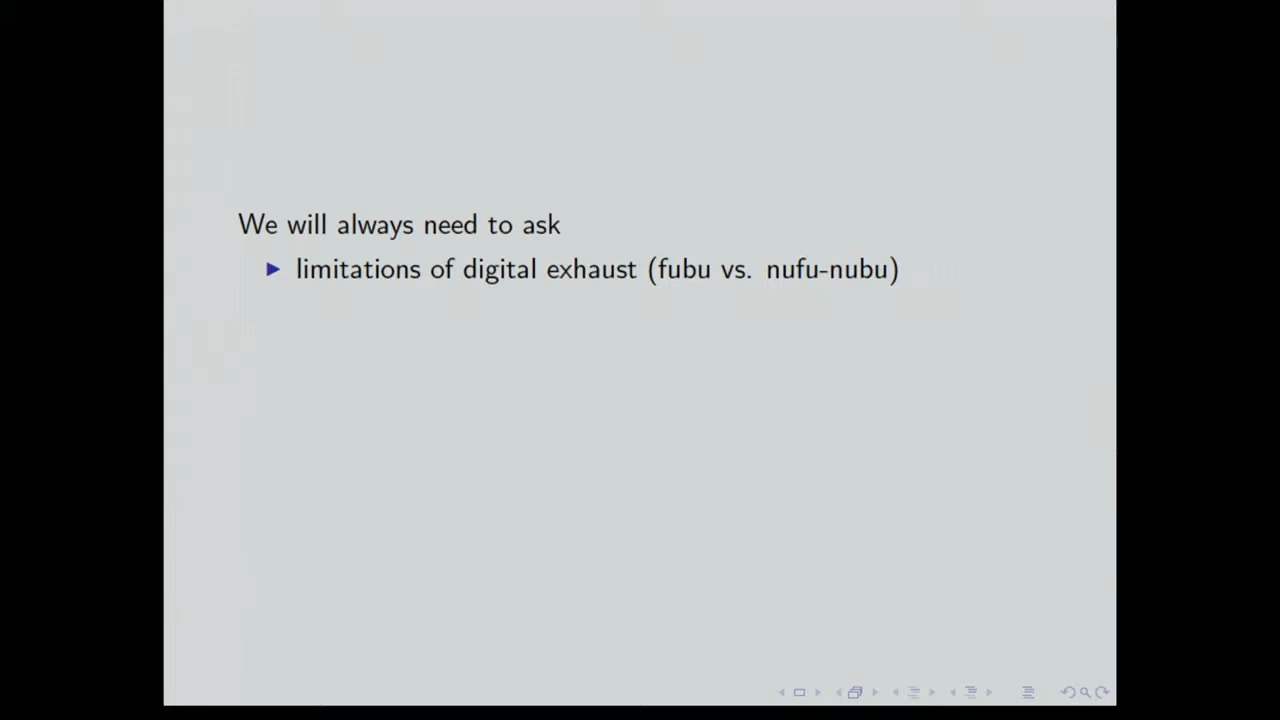 We will always need to ask
▶ limitations of digital exhaust (fubu vs. nufu-nubu)